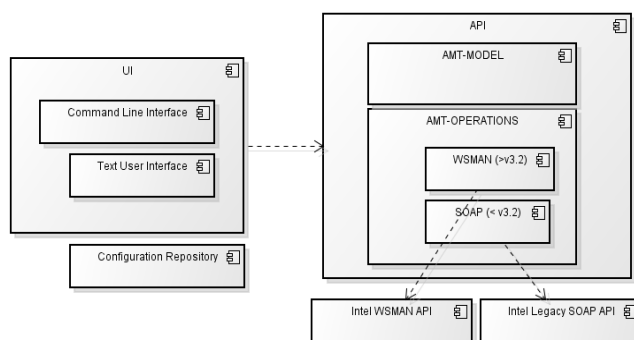 API
AMT-MODEL
UI
Command Line Interface
Text User Interface
AMT-OPERATIONS
WSMAN (>v3.2)
SOAP (< v3.2)
Configuration Repository
Intel WSMAN API
Intel Legacy SOAP API